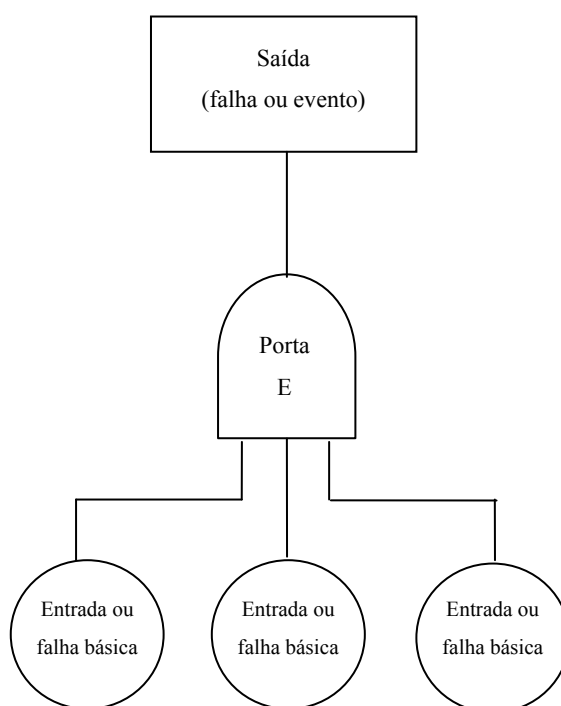 Saída
(falha ou evento)
Porta
E
Entrada ou
falha básica
Entrada ou
falha básica
Entrada ou
falha básica